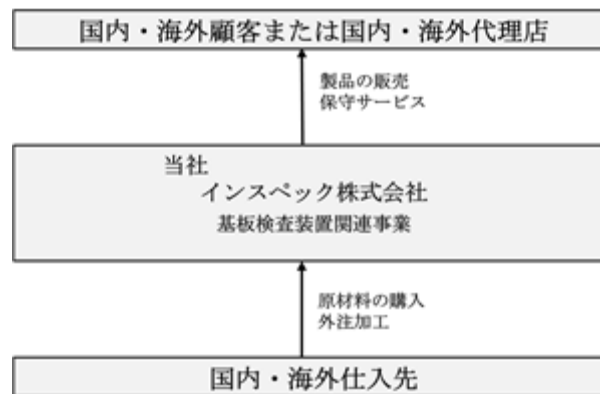 国内・海外顧客または国内・海外代理店
製品の販売
保守サービス
当社
インスペック株式会社
基板検査装置関連事業
原材料の購入
外注加工
国内・海外仕入先